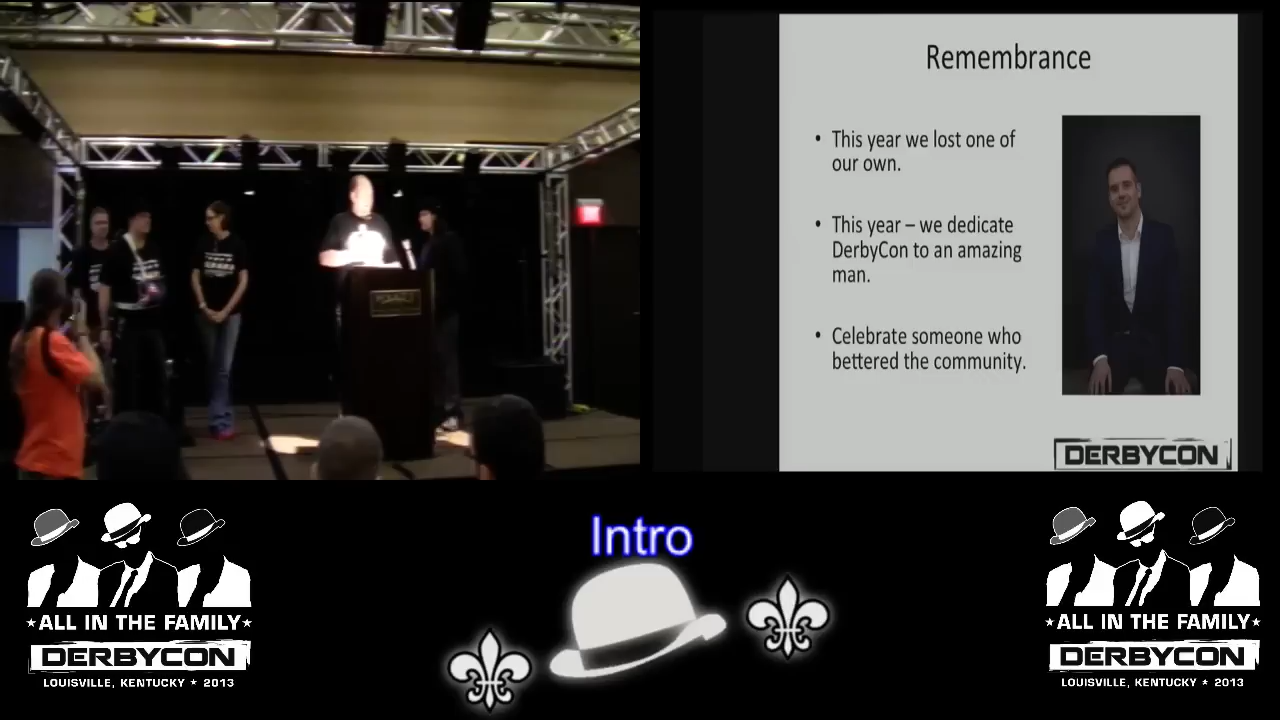 Remembrance
• This year we lost one of
our own.
• This year – we dedicate
DerbyCon to an amazing
man.
• Celebrate someone who
bettered the community.
DERBYCON
Intro
★ALL IN THE FAMILY★
DERBYCON
LOUISVILLE, KENTUCKY ★ 2013
★ALL IN THE FAMILY★
DERBYCON
LOUISVILLE, KENTUCKY ★ 2013